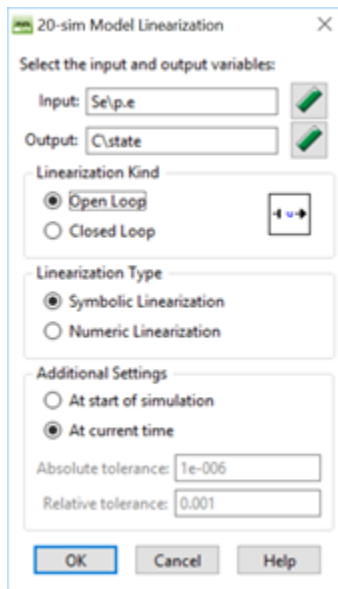 20-sim Model Linearization
Select the input and output variables:
Input: Se\p.e
Output: C\state
Linearization Kind
Open Loop
Closed Loop
Linearization Type
Symbolic Linearization
Numeric Linearization
Additional Settings
At start of simulation
At current time
Absolute tolerance: 1e-006
Relative tolerance: 0.001
OK Cancel Help